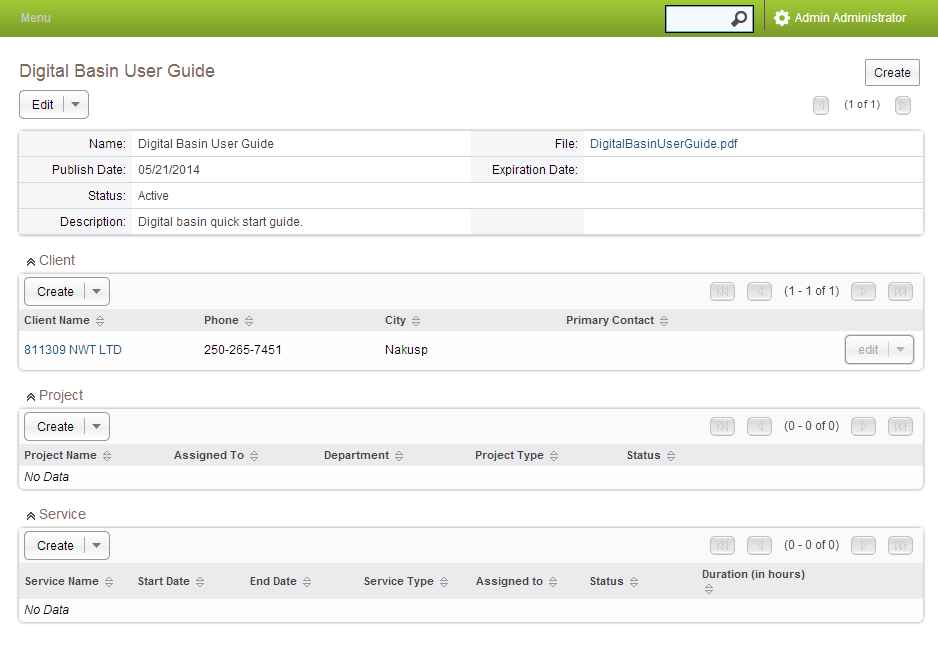 Menu
Admin Administrator
Digital Basin User Guide
Create
Edit
(1 of 1)
Name: Digital Basin User Guide File: DigitalBasinUserGuide.pdf
Publish Date: 05/21/2014 Expiration Date:
Status: Active
Description: Digital basin quick start guide.
Client
Create (1 - 1 of 1)
Client Name Phone City Primary Contact
811309 NWT LTD 250-265-7451 Nakusp edit
Project
Create (0 - 0 of 0)
Project Name Assigned To Department Project Type Status
No Data
Service
Create (0 - 0 of 0)
Service Name Start Date End Date Service Type Assigned to Status Duration (in hours)
No Data